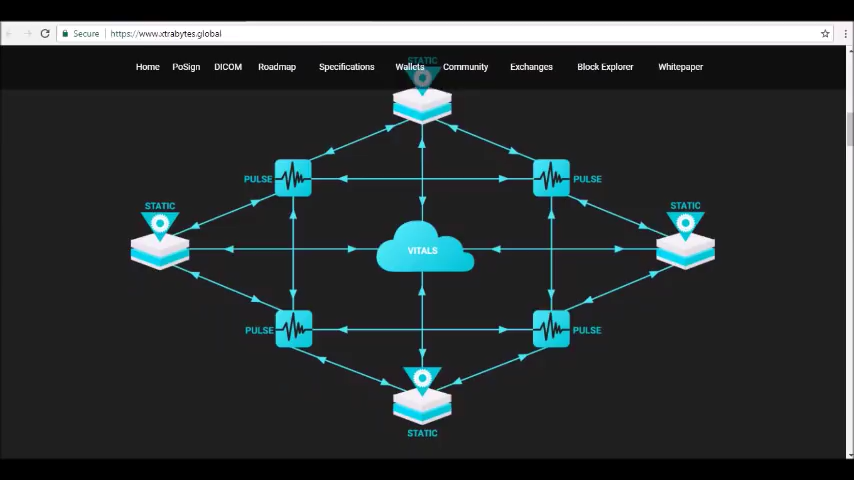 Secure https://www.xtrabytes.global
Home PoSign DICOM Roadmap Specifications Wallets Community Exchanges Block Explorer Whitepaper
STATIC
PULSE
PULSE
STATIC
STATIC
VITALS
PULSE
PULSE
STATIC